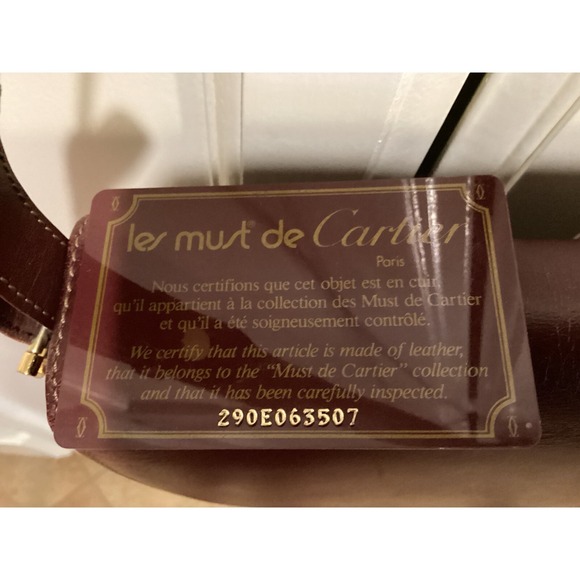 les must de Cartier
Paris
Nous certifions que cet objet est en cuir,
qu'il appartient à la collection des Must de Cartier
et qu'il a été soigneusement contrôlé.
We certify that this article is made of leather,
that it belongs to the "Must de Cartier" collection
and that it has been carefully inspected.
290E063507